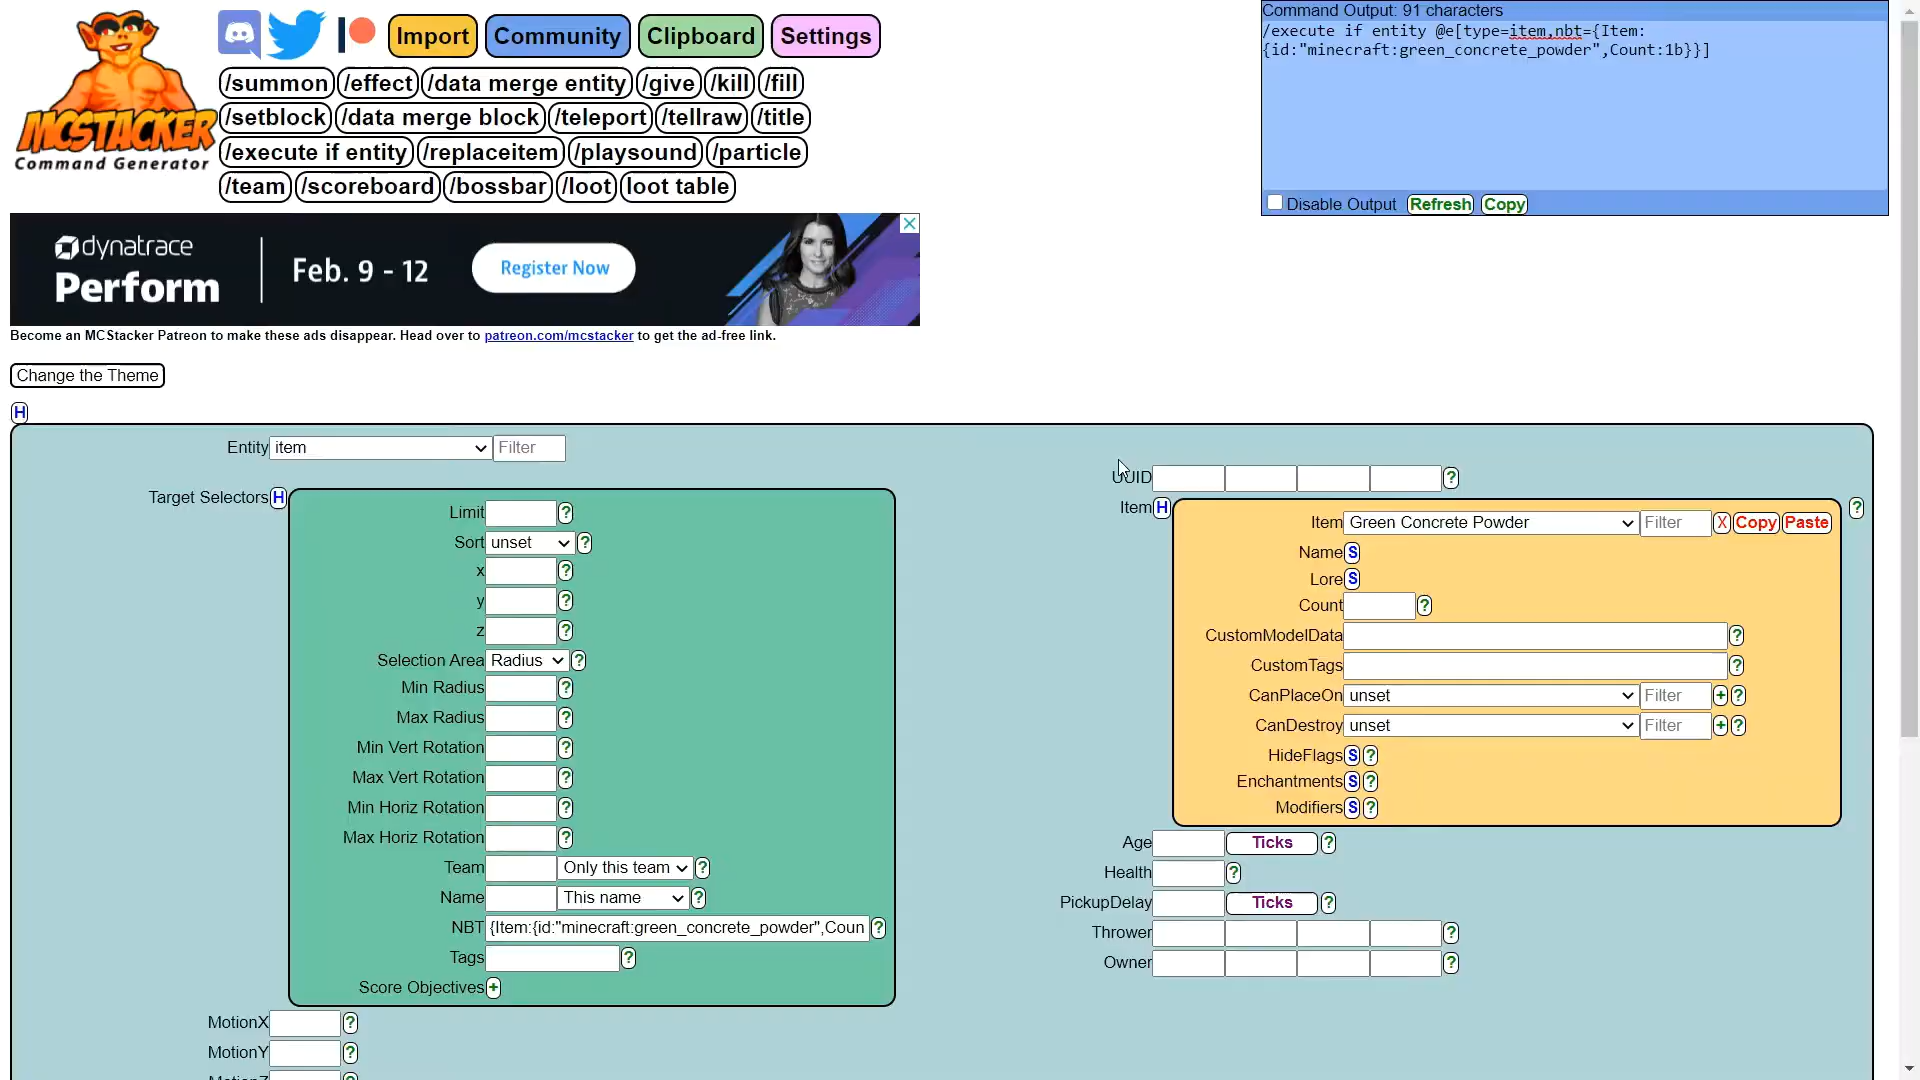 MCSTACKER
Command Generator
Import Community Clipboard Settings
/summon /effect /data merge entity /give /kill /fill
/setblock /data merge block /teleport /tellraw /title
/execute if entity /replaceitem /playsound /particle
/team /scoreboard /bossbar /loot loot table
Command Output: 91 characters
/execute if entity @e[type=item,nbt={Item:
{id:"minecraft:green_concrete_powder",Count:1b}}]
Disable Output Refresh Copy
dynatrace
Perform
Feb. 9 - 12
Register Now
Become an MCStacker Patreon to make these ads disappear. Head over to patreon.com/mcstacker to get the ad-free link.
Change the Theme
H
Entity item Filter
Target Selectors H
Limit ?
Sort unset ?
x ?
y ?
z ?
Selection Area Radius ?
Min Radius ?
Max Radius ?
Min Vert Rotation ?
Max Vert Rotation ?
Min Horiz Rotation ?
Max Horiz Rotation ?
Team Only this team ?
Name This name ?
NBT {Item:{id:"minecraft:green_concrete_powder",Coun ?
Tags ?
Score Objectives +
MotionX ?
MotionY ?
MotionZ ?
UUID ?
Item H ?
Item Green Concrete Powder Filter X Copy Paste
Name S
Lore S
Count ?
CustomModelData ?
CustomTags ?
CanPlaceOn unset Filter + ?
CanDestroy unset Filter + ?
HideFlags S ?
Enchantments S ?
Modifiers S ?
Age Ticks ?
Health ?
PickupDelay Ticks ?
Thrower ?
Owner ?